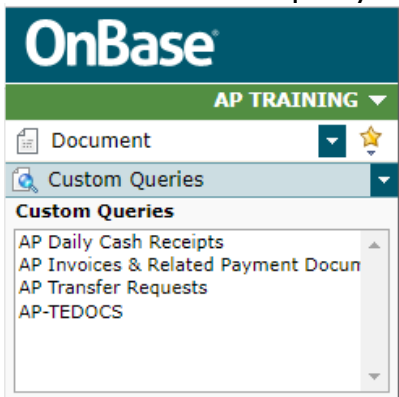 OnBase®
AP TRAINING
Document
Custom Queries
Custom Queries
AP Daily Cash Receipts
AP Invoices & Related Payment Docum
AP Transfer Requests
AP-TEDOCS